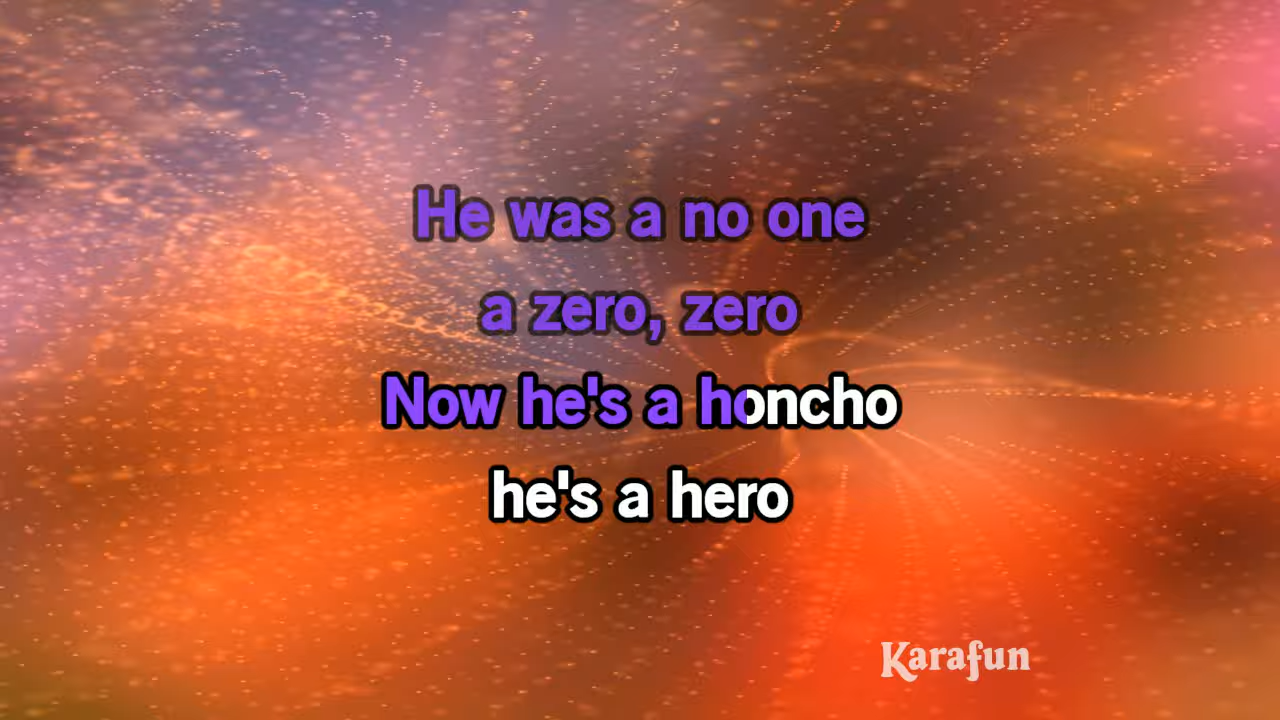 He was a no one
a zero, zero
Now he's a honcho
he's a hero
Karafun